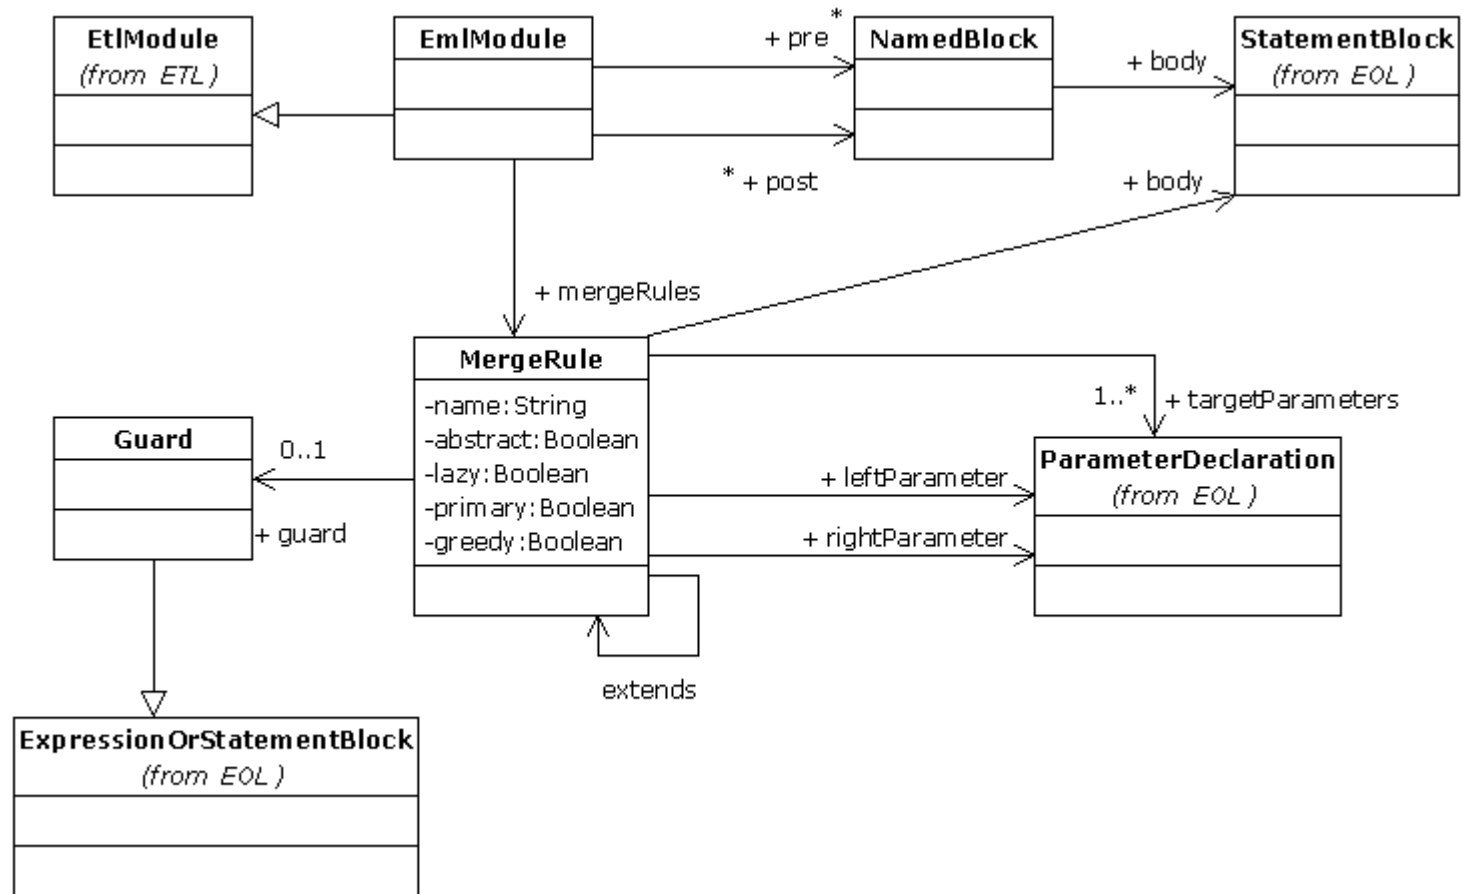 EtlModule
(from ETL)
EmlModule
+ pre
*
NamedBlock
+ body
StatementBlock
(from EOL)
* + post
+ body
+ mergeRules
MergeRule
-name:String
-abstract:Boolean
-lazy:Boolean
-primary:Boolean
-greedy:Boolean
Guard
0..1
+ guard
1..*
+ targetParameters
ParameterDeclaration
(from EOL)
+ leftParameter
+ rightParameter
extends
ExpressionOrStatementBlock
(from EOL)